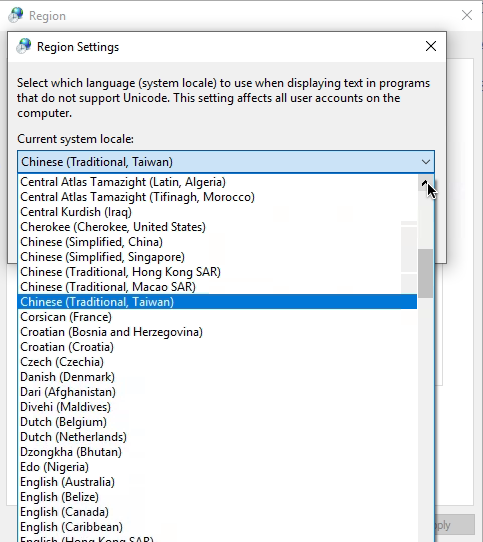 Region
Region Settings
Select which language (system locale) to use when displaying text in programs
that do not support Unicode. This setting affects all user accounts on the
computer.
Current system locale:
Chinese (Traditional, Taiwan)
Central Atlas Tamazight (Latin, Algeria)
Central Atlas Tamazight (Tifinagh, Morocco)
Central Kurdish (Iraq)
Cherokee (Cherokee, United States)
Chinese (Simplified, China)
Chinese (Simplified, Singapore)
Chinese (Traditional, Hong Kong SAR)
Chinese (Traditional, Macao SAR)
Chinese (Traditional, Taiwan)
Corsican (France)
Croatian (Bosnia and Herzegovina)
Croatian (Croatia)
Czech (Czechia)
Danish (Denmark)
Dari (Afghanistan)
Divehi (Maldives)
Dutch (Belgium)
Dutch (Netherlands)
Dzongkha (Bhutan)
Edo (Nigeria)
English (Australia)
English (Belize)
English (Canada)
English (Caribbean)
English (Hong Kong SAR)